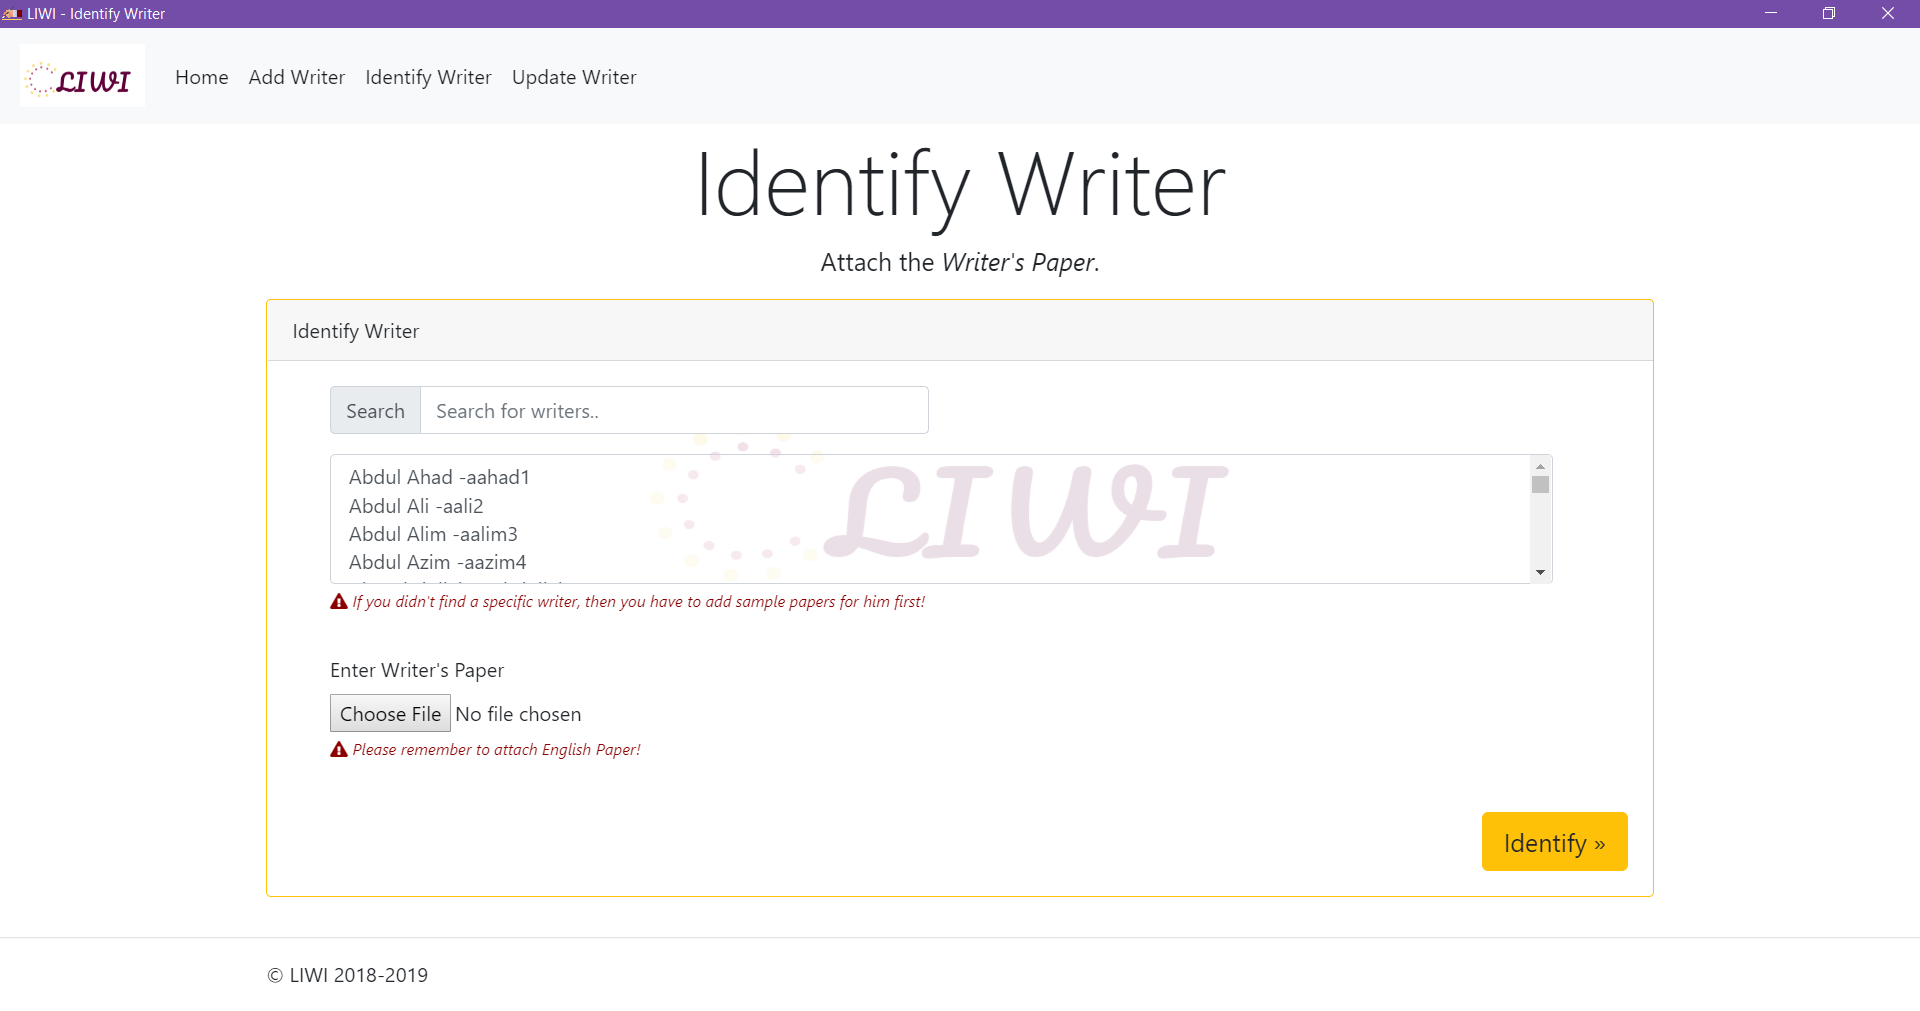 LIWI - Identify Writer
LIWI Home Add Writer Identify Writer Update Writer
Identify Writer
Attach the Writer's Paper.
Identify Writer
Search Search for writers..
LIWI
Abdul Ahad -aahad1
Abdul Ali -aali2
Abdul Alim -aalim3
Abdul Azim -aazim4
If you didn't find a specific writer, then you have to add sample papers for him first!
Enter Writer's Paper
Choose File No file chosen
Please remember to attach English Paper!
Identify »
© LIWI 2018-2019